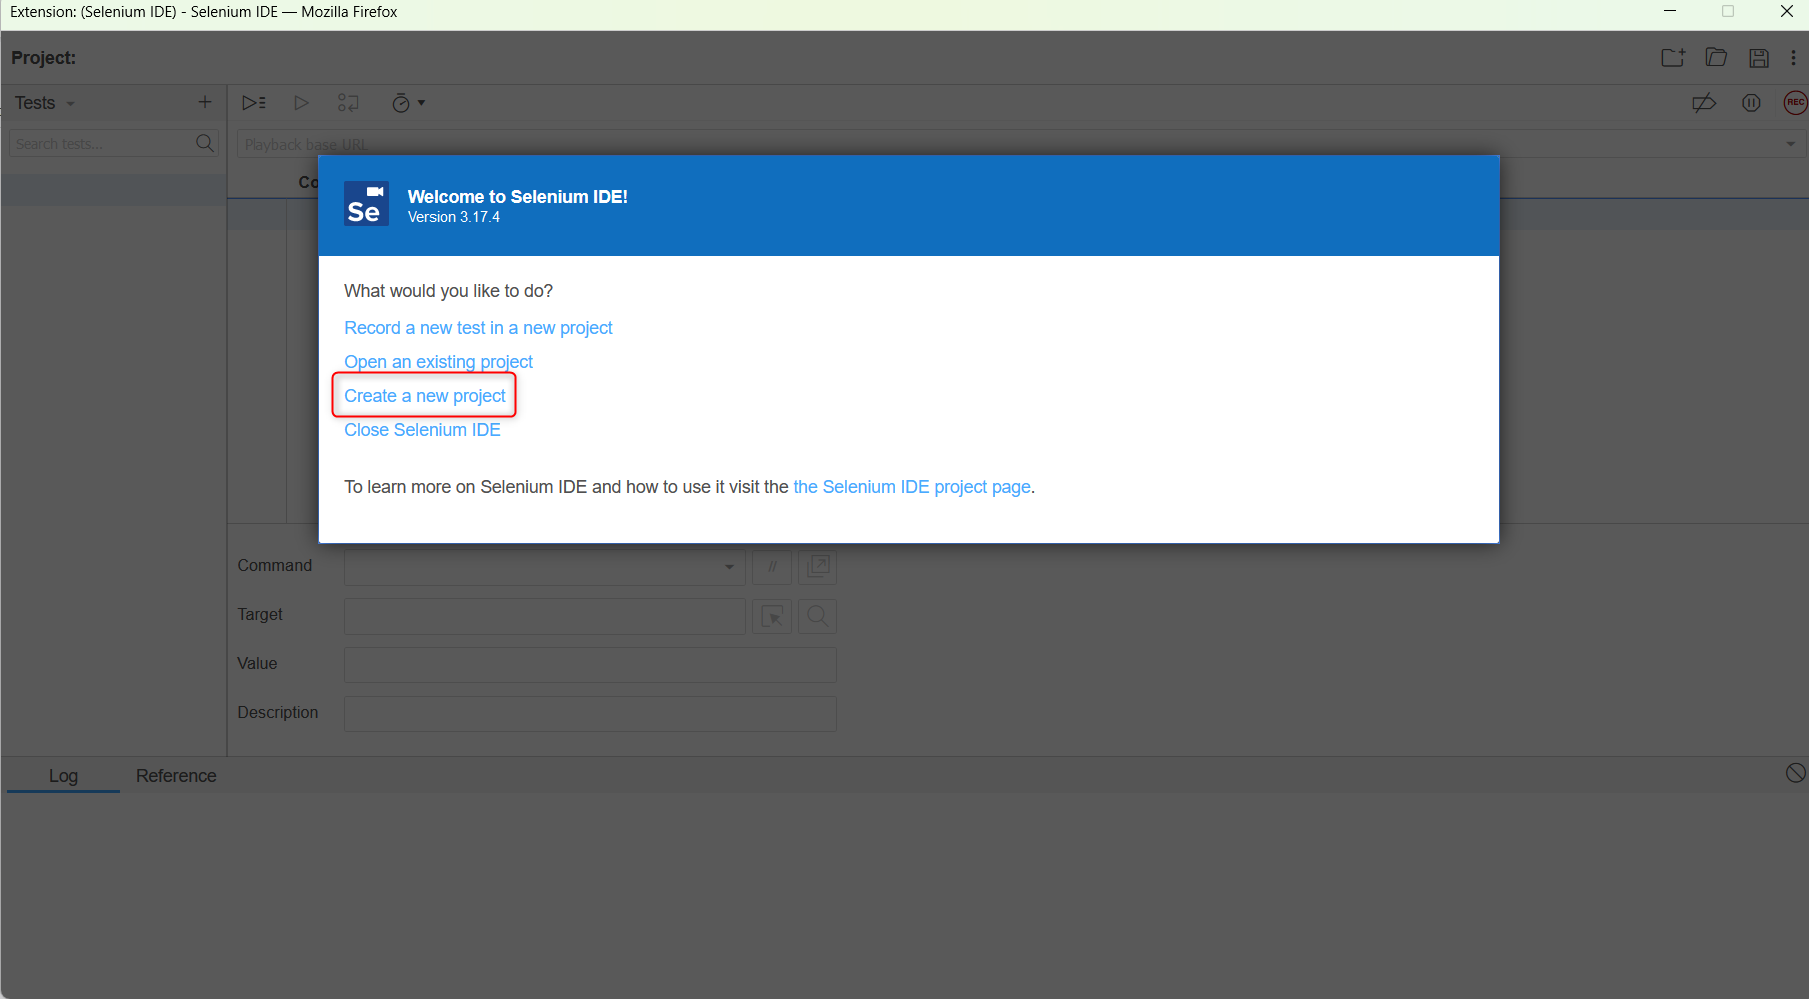 Extension: (Selenium IDE) - Selenium IDE — Mozilla Firefox
Project:
Tests
REC
Search tests...
Playback base URL
Co
Se
Welcome to Selenium IDE!
Version 3.17.4
What would you like to do?
Record a new test in a new project
Open an existing project
Create a new project
Close Selenium IDE
To learn more on Selenium IDE and how to use it visit the the Selenium IDE project page.
Command
//
Target
Value
Description
Log
Reference